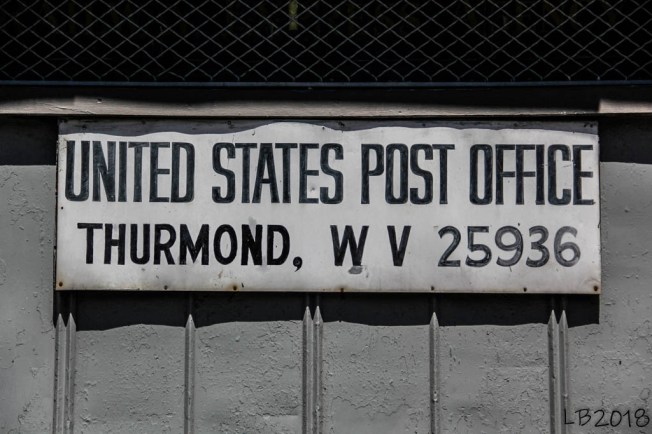 UNITED STATES POST OFFICE
THURMOND, W V 25936
LB2018